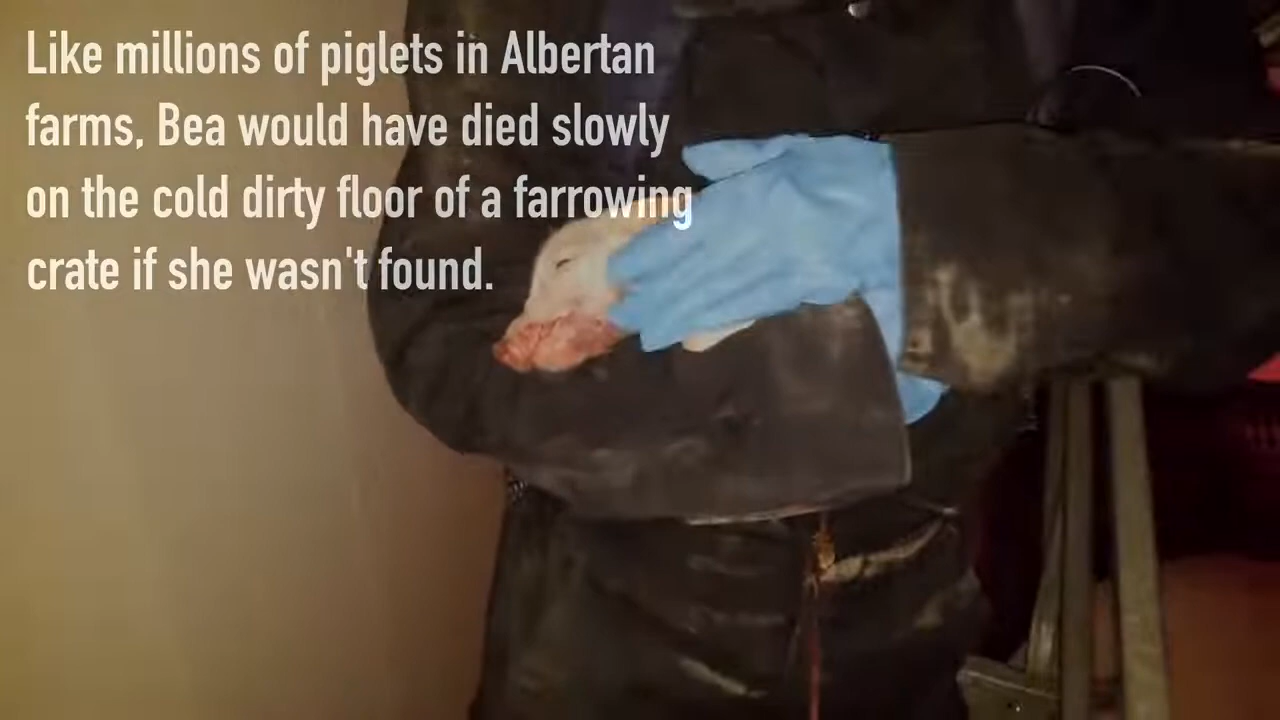 Like millions of piglets in Albertan
farms, Bea would have died slowly
on the cold dirty floor of a farrowing
crate if she wasn't found.